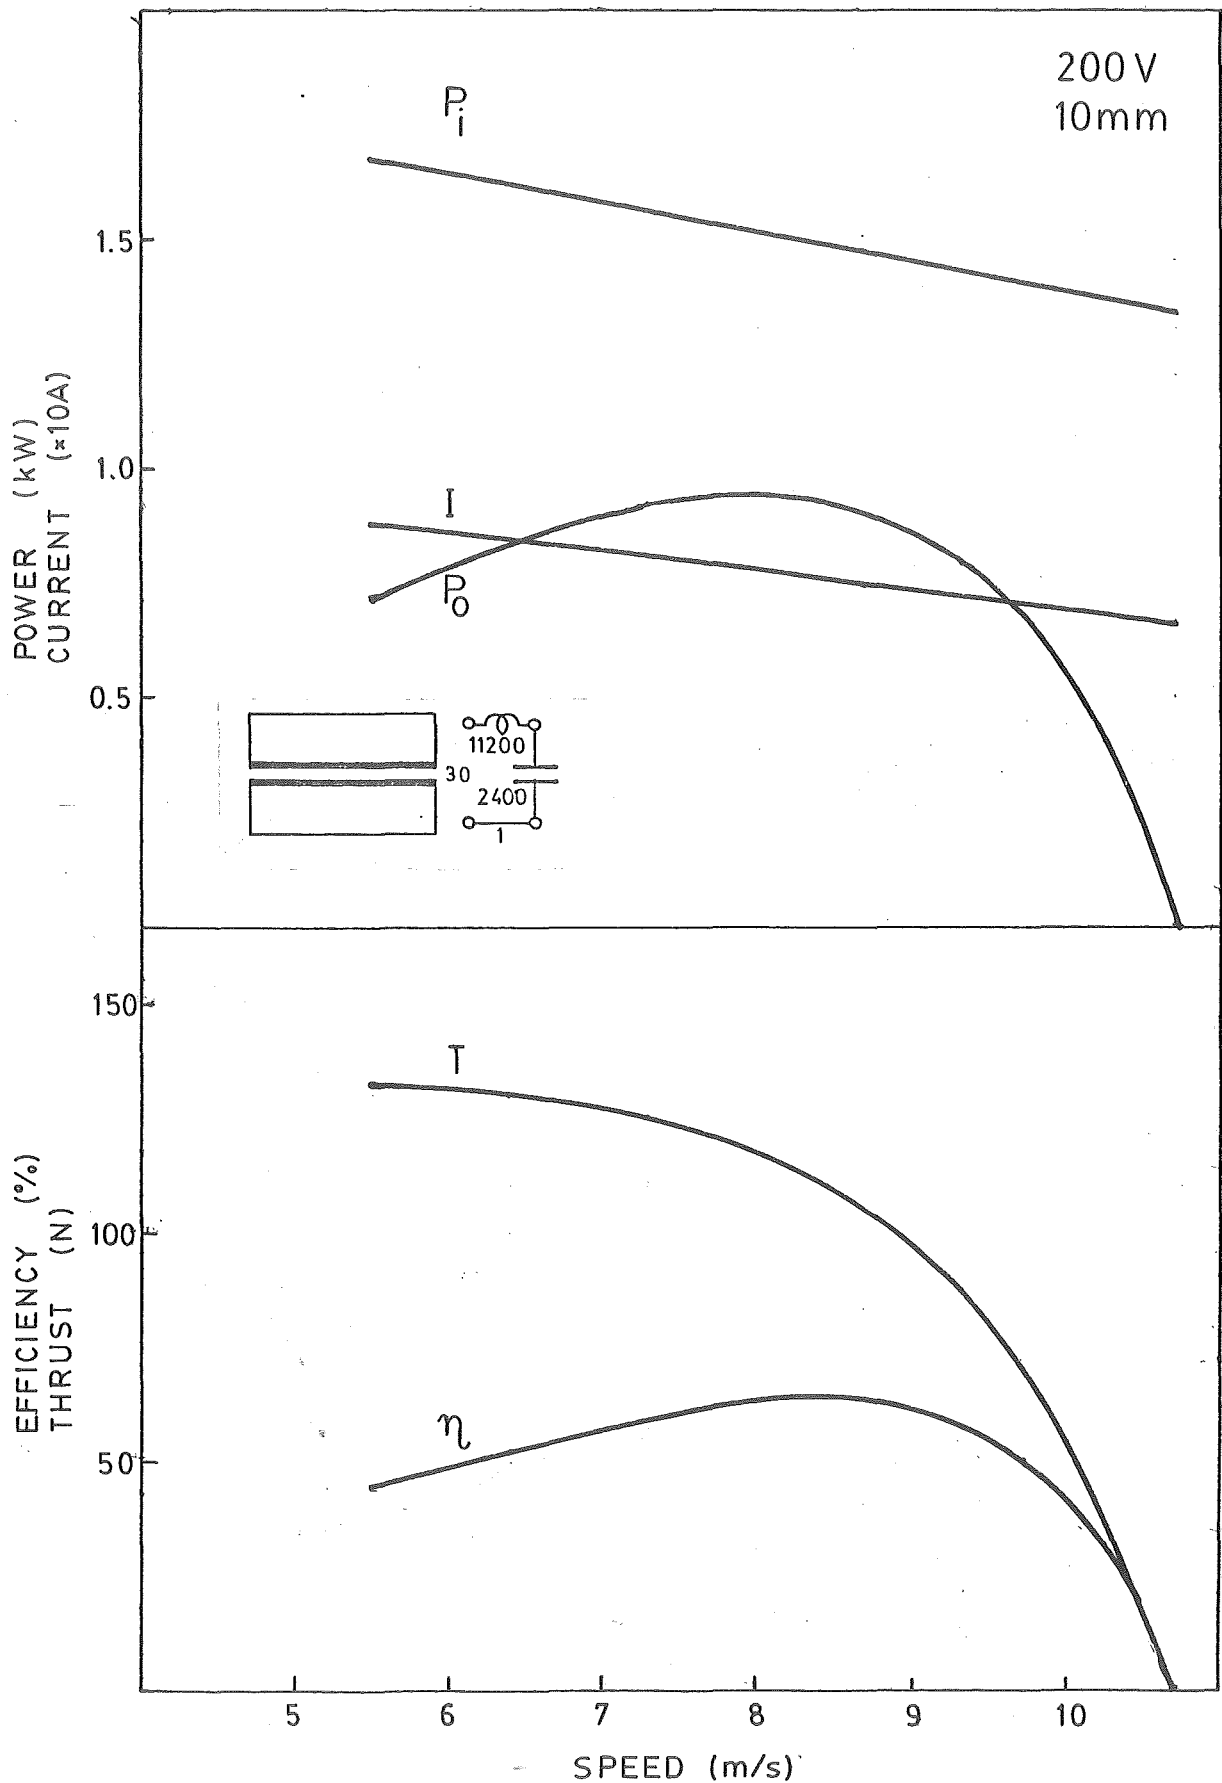 200 V
10mm
Pi
1.5
1.0
I
Po
0.5
POWER (kW)
CURRENT (×10A)
11200
30
2400
1
150
T
100
η
50
EFFICIENCY (%)
THRUST (N)
5 6 7 8 9 10
SPEED (m/s)